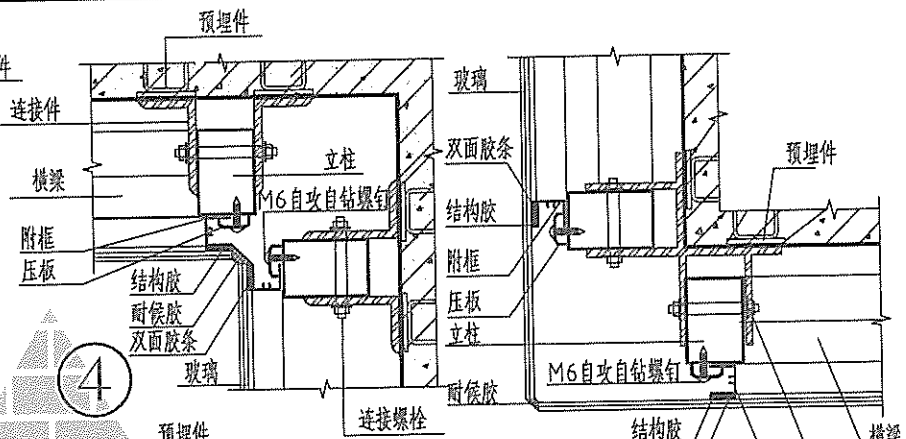 预埋件
件
连接件
立柱
横梁
M6自攻自钻螺钉
附框
压板
结构胶
耐候胶
双面胶条
玻璃
4
连接螺栓
预埋件
玻璃
双面胶条
预埋件
结构胶
附框
压板
立柱
M6自攻自钻螺钉
耐候胶
结构胶
横梁